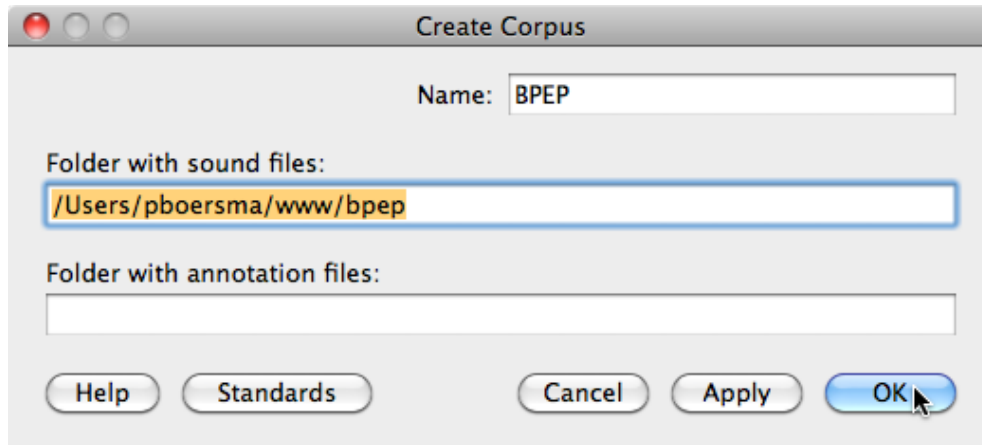 Create Corpus
Name: BPEP
Folder with sound files:
/Users/pboersma/www/bpep
Folder with annotation files:
Help Standards Cancel Apply OK